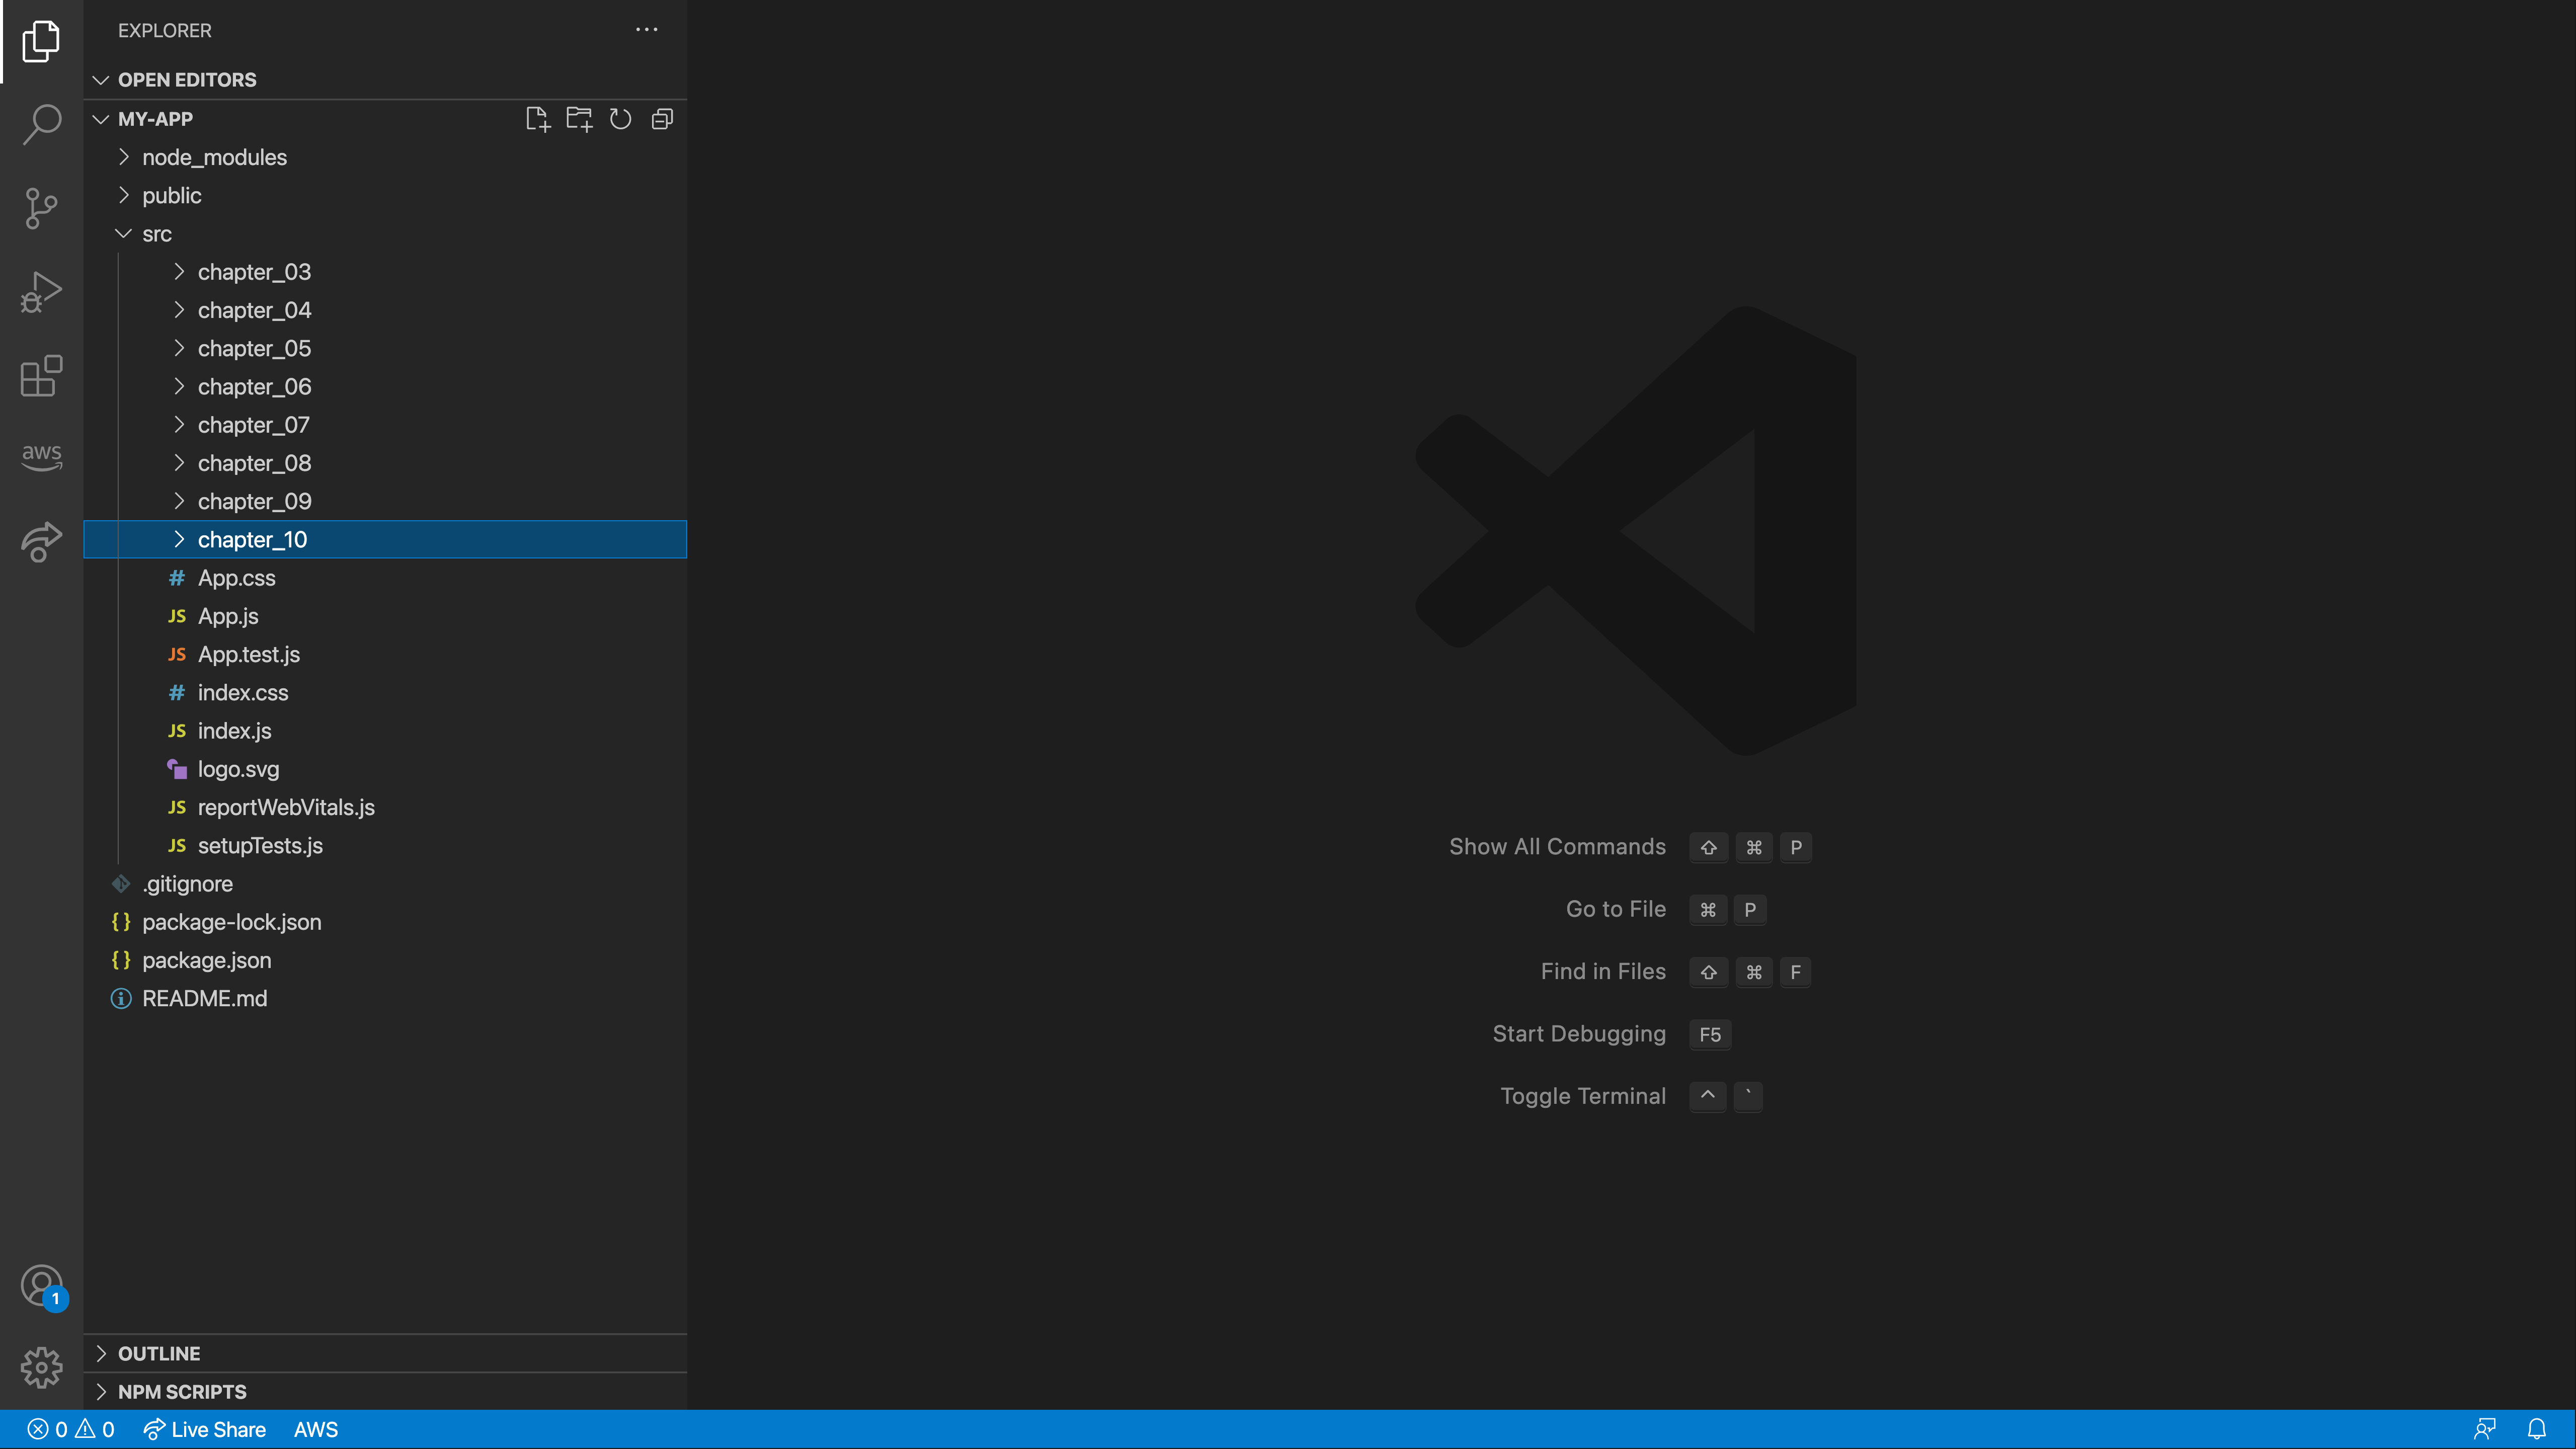 EXPLORER
OPEN EDITORS
MY-APP
node_modules
public
src
chapter_03
chapter_04
chapter_05
chapter_06
chapter_07
chapter_08
chapter_09
chapter_10
# App.css
JS App.js
JS App.test.js
# index.css
JS index.js
logo.svg
JS reportWebVitals.js
JS setupTests.js
.gitignore
{} package-lock.json
{} package.json
README.md
OUTLINE
NPM SCRIPTS
aws
1
Show All Commands ⇧ ⌘ P
Go to File ⌘ P
Find in Files ⇧ ⌘ F
Start Debugging F5
Toggle Terminal ^ `
0 0 Live Share AWS